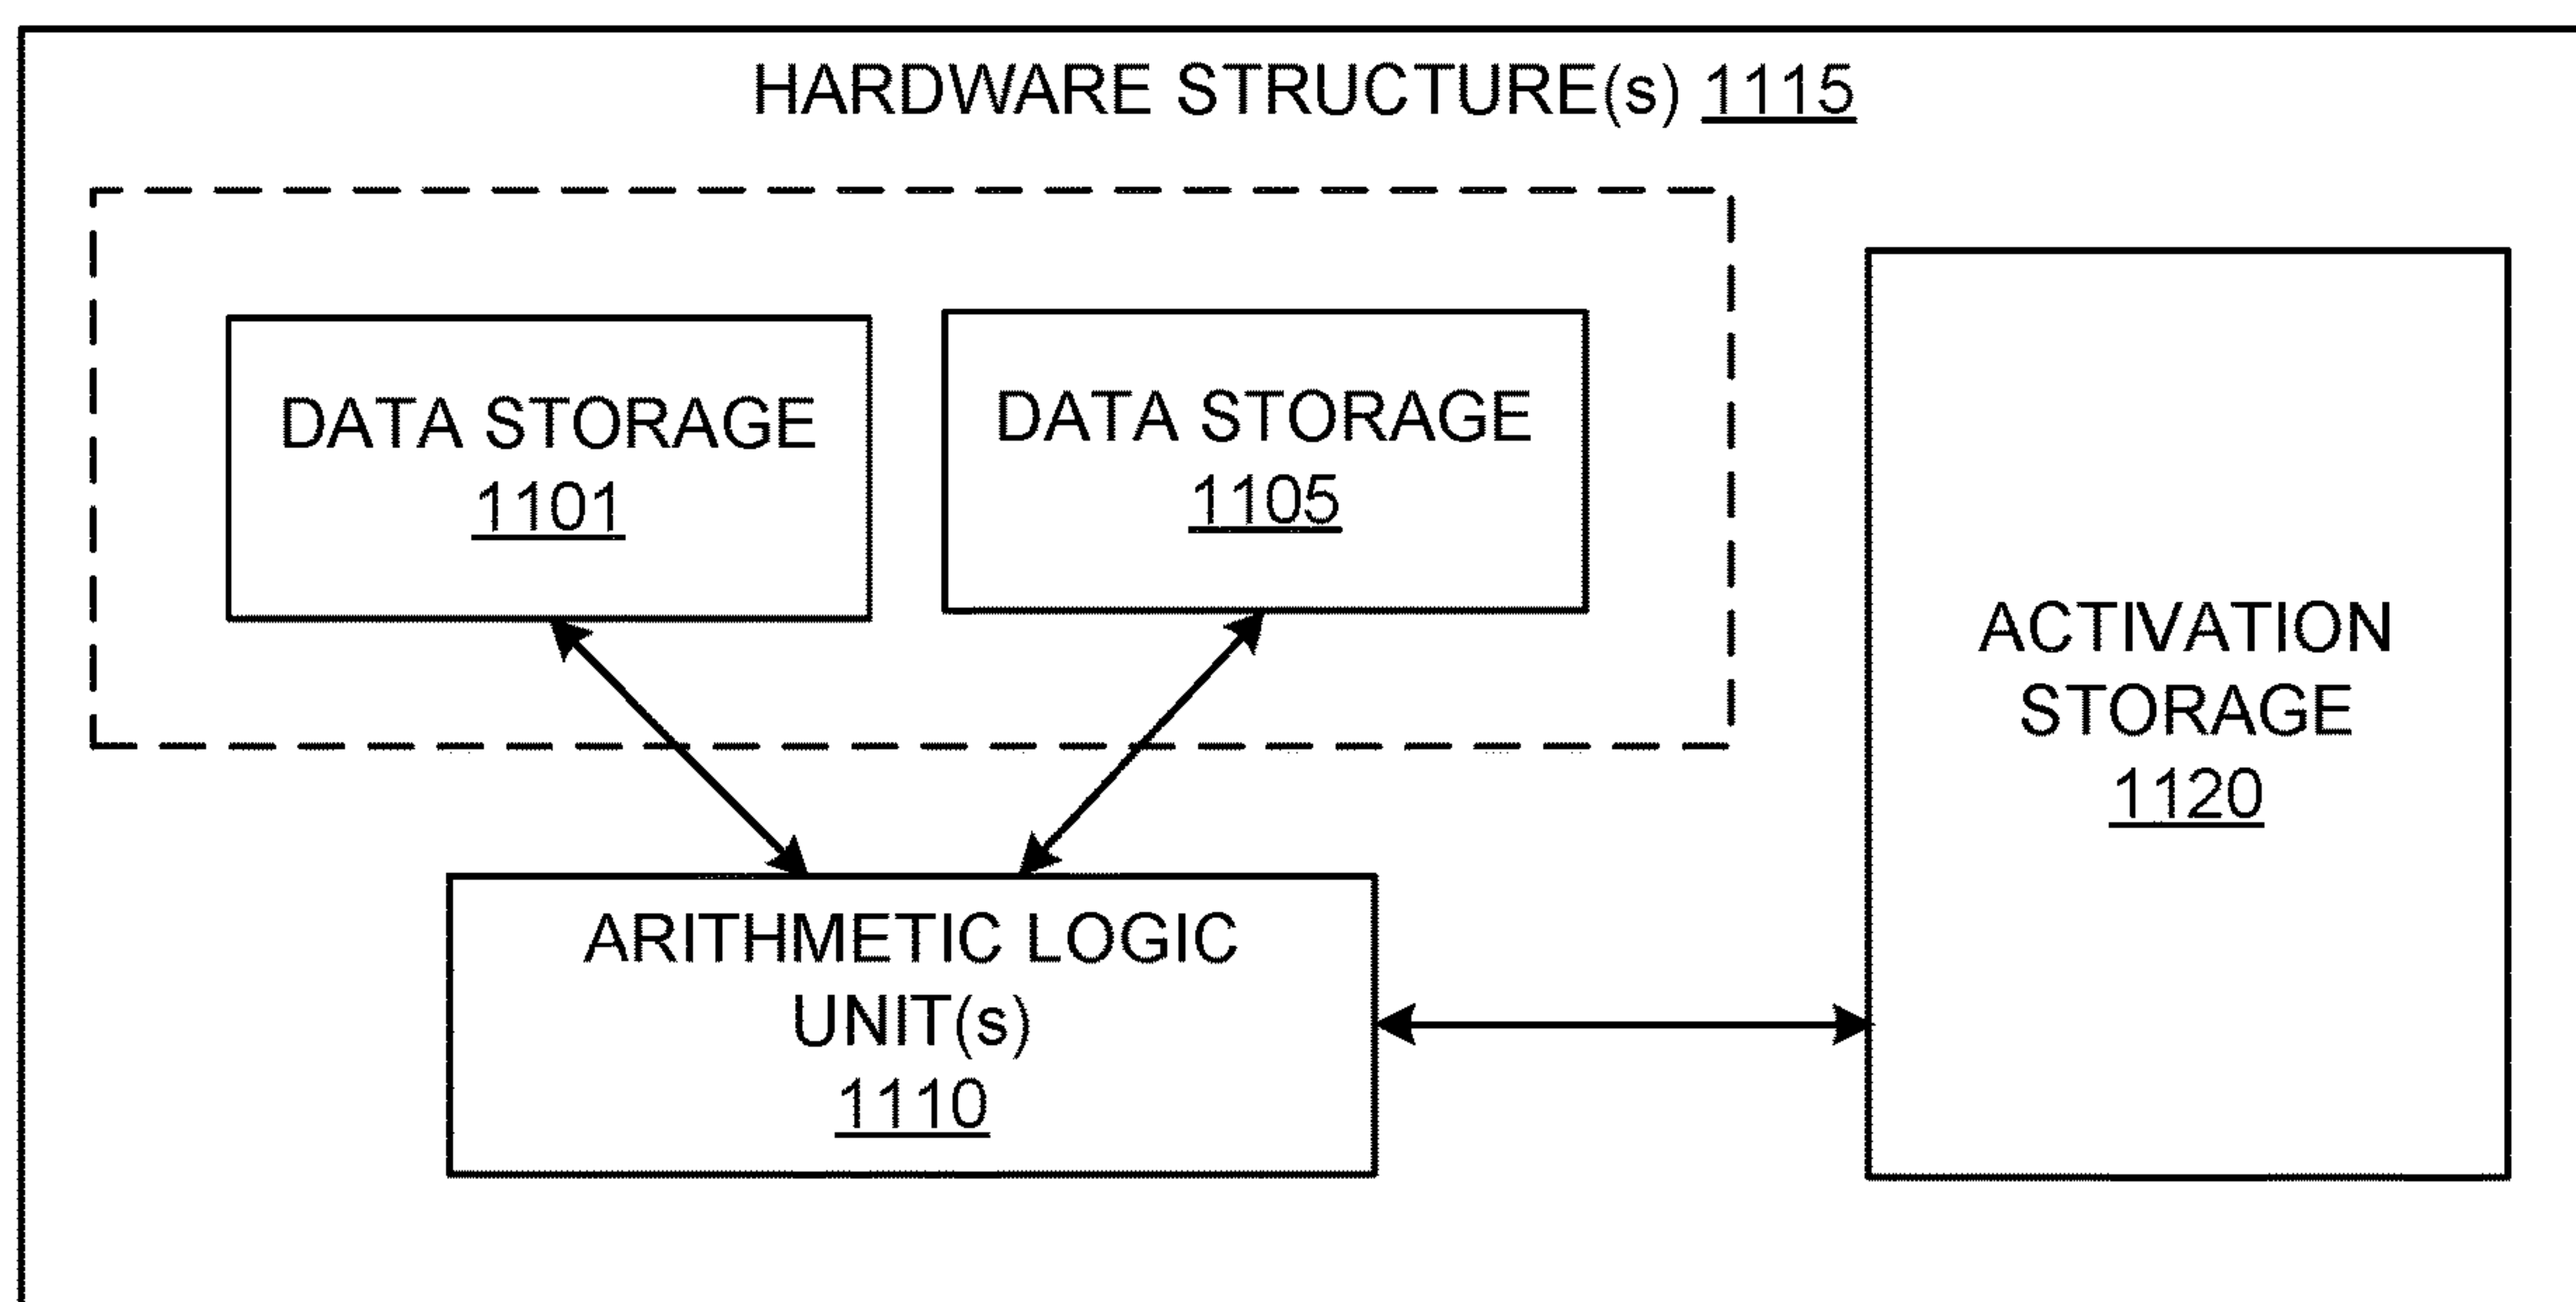 HARDWARE STRUCTURE(s) 1115
DATA STORAGE
1101
DATA STORAGE
1105
ACTIVATION
STORAGE
1120
ARITHMETIC LOGIC
UNIT(s)
1110